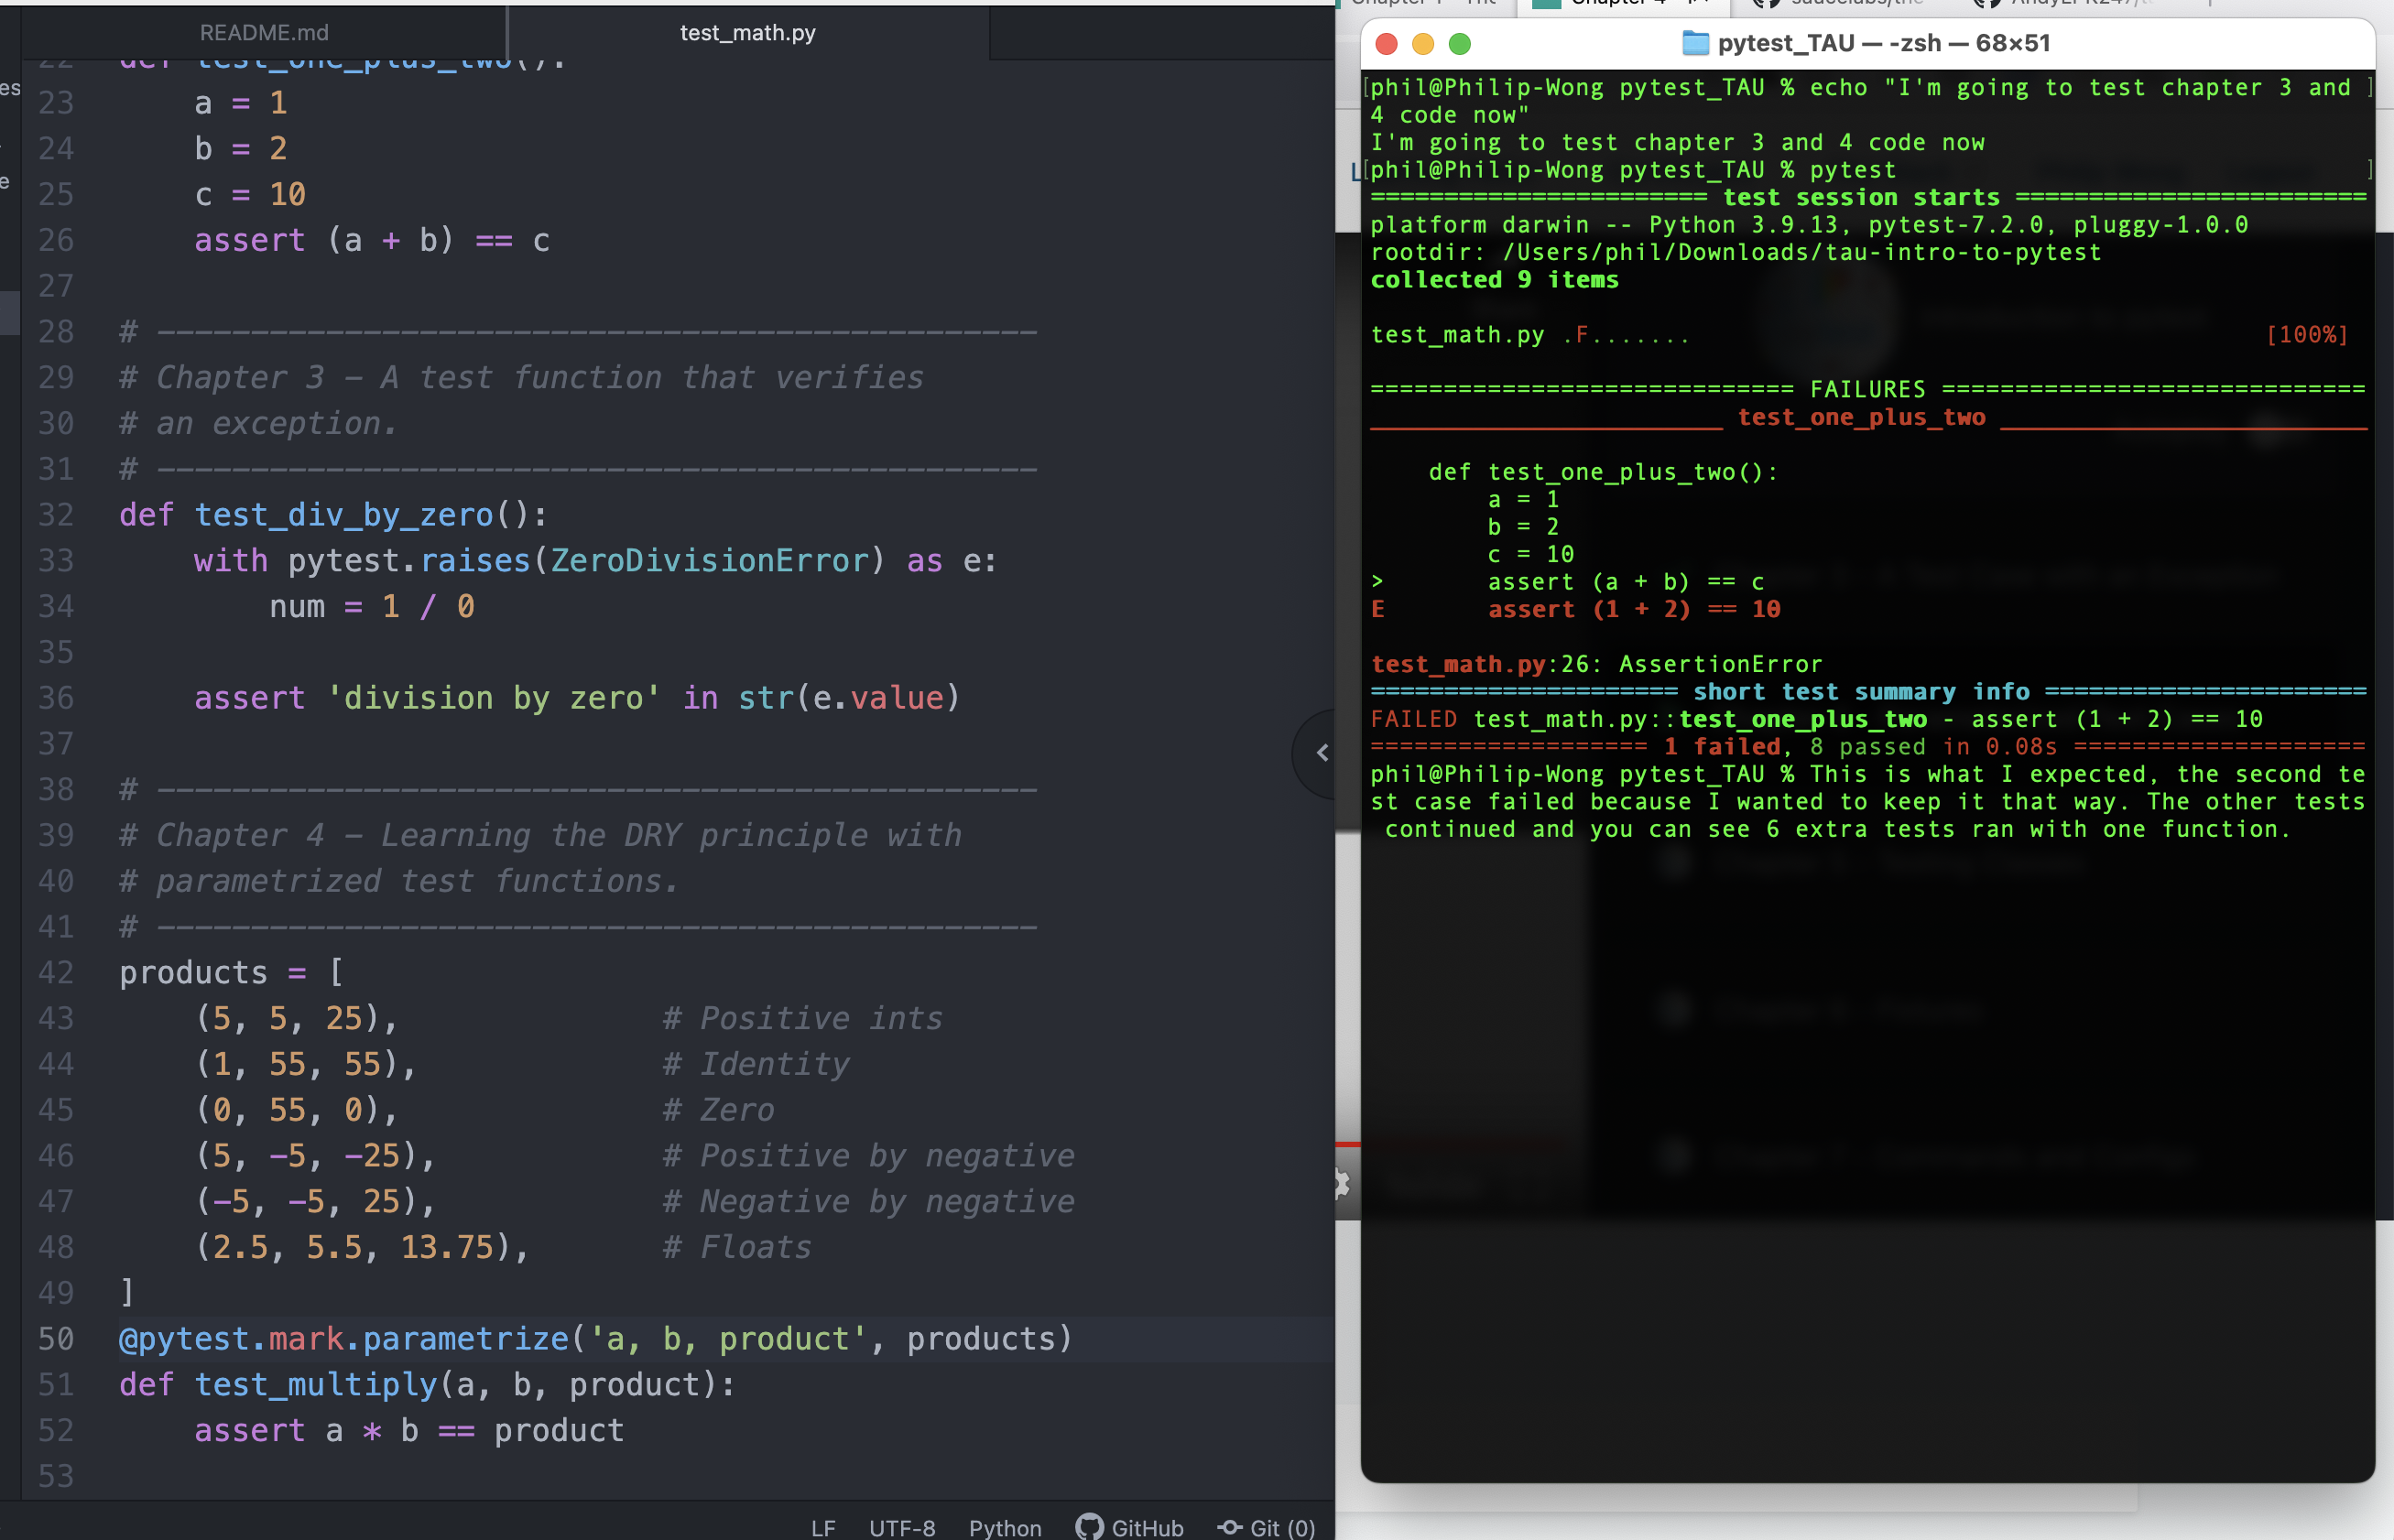 README.md
test_math.py
22 def test_one_plus_two():
23     a = 1
24     b = 2
25     c = 10
26     assert (a + b) == c
27
28 # -----------------------------------------------
29 # Chapter 3 - A test function that verifies
30 # an exception.
31 # -----------------------------------------------
32 def test_div_by_zero():
33     with pytest.raises(ZeroDivisionError) as e:
34         num = 1 / 0
35
36     assert 'division by zero' in str(e.value)
37
38 # -----------------------------------------------
39 # Chapter 4 - Learning the DRY principle with
40 # parametrized test functions.
41 # -----------------------------------------------
42 products = [
43     (5, 5, 25),              # Positive ints
44     (1, 55, 55),             # Identity
45     (0, 55, 0),              # Zero
46     (5, -5, -25),            # Positive by negative
47     (-5, -5, 25),            # Negative by negative
48     (2.5, 5.5, 13.75),       # Floats
49 ]
50 @pytest.mark.parametrize('a, b, product', products)
51 def test_multiply(a, b, product):
52     assert a * b == product
53
LF UTF-8 Python GitHub Git (0)
pytest_TAU — -zsh — 68×51
[phil@Philip-Wong pytest_TAU % echo "I'm going to test chapter 3 and ]
4 code now"
I'm going to test chapter 3 and 4 code now
[phil@Philip-Wong pytest_TAU % pytest ]
======================= test session starts ========================
platform darwin -- Python 3.9.13, pytest-7.2.0, pluggy-1.0.0
rootdir: /Users/phil/Downloads/tau-intro-to-pytest
collected 9 items
test_math.py .F....... [100%]
============================= FAILURES =============================
________________________ test_one_plus_two _________________________
    def test_one_plus_two():
        a = 1
        b = 2
        c = 10
>       assert (a + b) == c
E       assert (1 + 2) == 10
test_math.py:26: AssertionError
===================== short test summary info ======================
FAILED test_math.py::test_one_plus_two - assert (1 + 2) == 10
=================== 1 failed, 8 passed in 0.08s ====================
phil@Philip-Wong pytest_TAU % This is what I expected, the second te
st case failed because I wanted to keep it that way. The other tests
 continued and you can see 6 extra tests ran with one function.